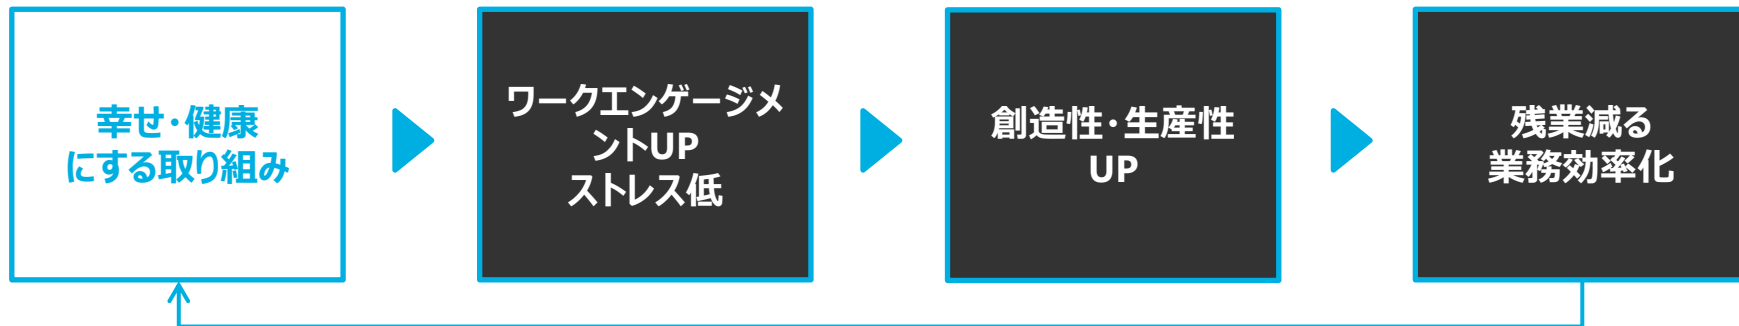 幸せ・健康
にする取り組み
ワークエンゲージメ
ントUP
ストレス低
創造性・生産性
UP
残業減る
業務効率化